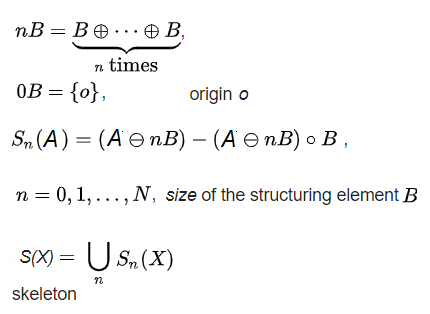 nB = B ⊕ ⋯ ⊕ B,
n times
0B = {o}, origin o
Sₙ(A) = (A ⊖ nB) − (A ⊖ nB) ∘ B ,
n = 0, 1, . . . , N, size of the structuring element B
S(X) = ⋃ Sₙ(X)
n
skeleton